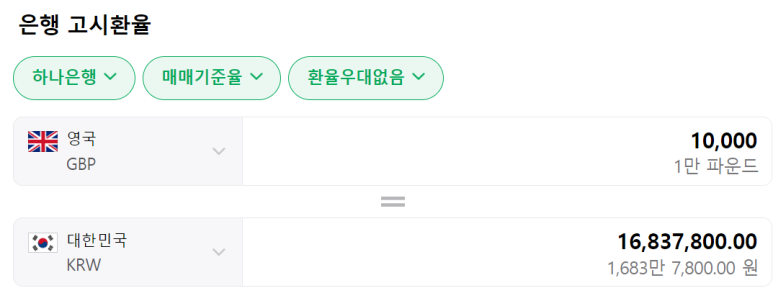 은행 고시환율
하나은행 매매기준율 환율우대없음
영국
GBP
10,000
1만 파운드
대한민국
KRW
16,837,800.00
1,683만 7,800.00 원